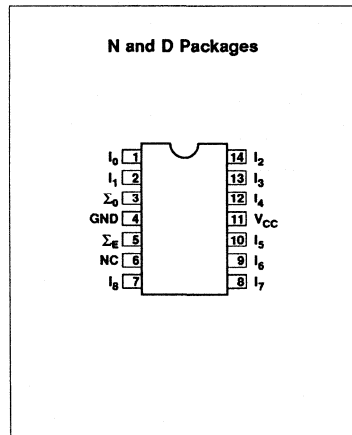 N and D Packages
I0 1 14 I2
I1 2 13 I3
Σ0 3 12 I4
GND 4 11 VCC
ΣE 5 10 I5
NC 6 9 I6
I8 7 8 I7